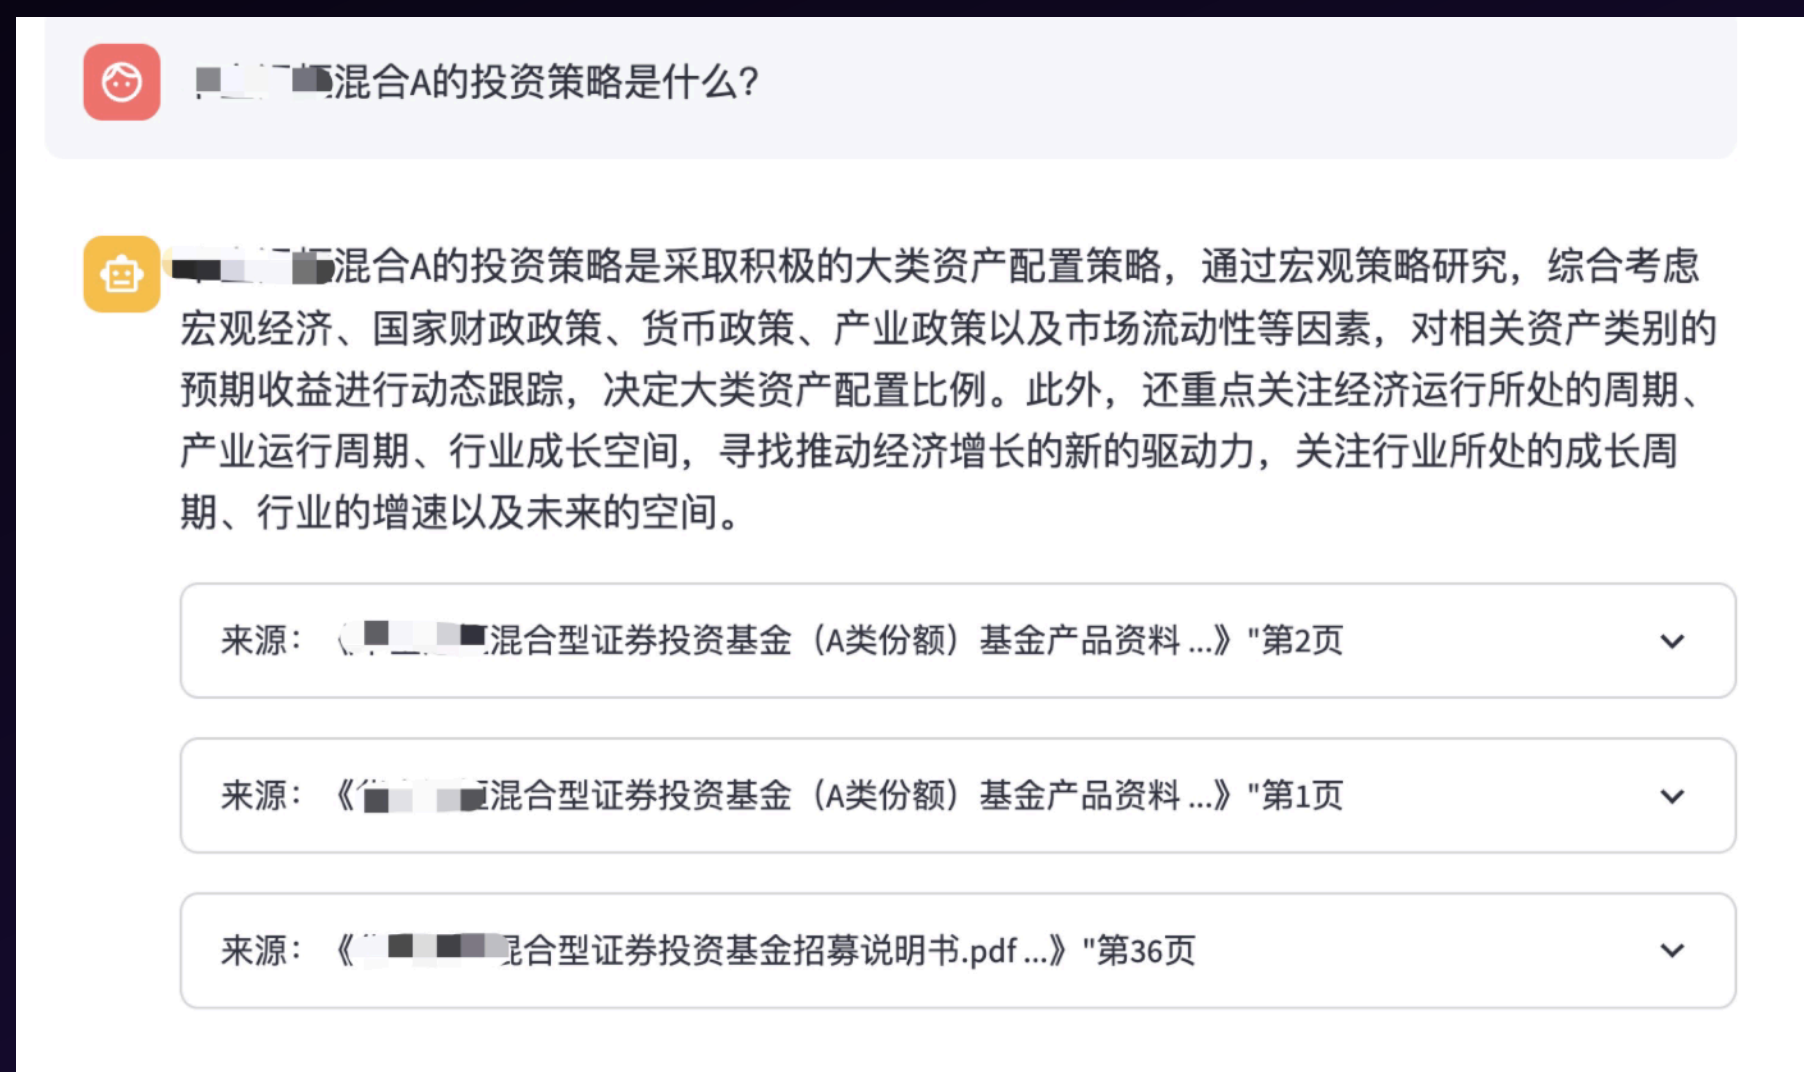 混合A的投资策略是什么?
混合A的投资策略是采取积极的大类资产配置策略，通过宏观策略研究，综合考虑
宏观经济、国家财政政策、货币政策、产业政策以及市场流动性等因素，对相关资产类别的
预期收益进行动态跟踪，决定大类资产配置比例。此外，还重点关注经济运行所处的周期、
产业运行周期、行业成长空间，寻找推动经济增长的新的驱动力，关注行业所处的成长周
期、行业的增速以及未来的空间。
来源：《混合型证券投资基金（A类份额）基金产品资料 ...》"第2页
来源：《混合型证券投资基金（A类份额）基金产品资料 ...》"第1页
来源：《混合型证券投资基金招募说明书.pdf ...》"第36页